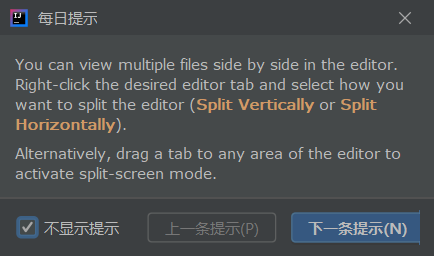 IJ
每日提示
You can view multiple files side by side in the editor.
Right-click the desired editor tab and select how you
want to split the editor (Split Vertically or Split
Horizontally).
Alternatively, drag a tab to any area of the editor to
activate split-screen mode.
不显示提示
上一条提示(P)
下一条提示(N)